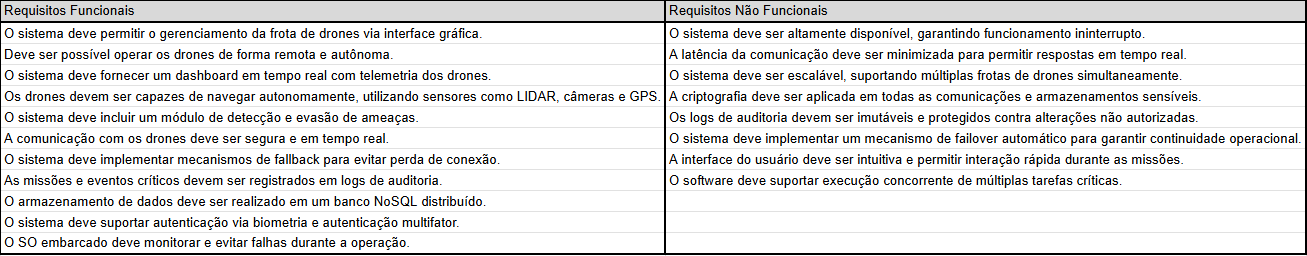 Requisitos Funcionais
Requisitos Não Funcionais
O sistema deve permitir o gerenciamento da frota de drones via interface gráfica.
O sistema deve ser altamente disponível, garantindo funcionamento ininterrupto.
Deve ser possível operar os drones de forma remota e autônoma.
A latência da comunicação deve ser minimizada para permitir respostas em tempo real.
O sistema deve fornecer um dashboard em tempo real com telemetria dos drones.
O sistema deve ser escalável, suportando múltiplas frotas de drones simultaneamente.
Os drones devem ser capazes de navegar autonomamente, utilizando sensores como LIDAR, câmeras e GPS.
A criptografia deve ser aplicada em todas as comunicações e armazenamentos sensíveis.
O sistema deve incluir um módulo de detecção e evasão de ameaças.
Os logs de auditoria devem ser imutáveis e protegidos contra alterações não autorizadas.
A comunicação com os drones deve ser segura e em tempo real.
O sistema deve implementar um mecanismo de failover automático para garantir continuidade operacional.
O sistema deve implementar mecanismos de fallback para evitar perda de conexão.
A interface do usuário deve ser intuitiva e permitir interação rápida durante as missões.
As missões e eventos críticos devem ser registrados em logs de auditoria.
O software deve suportar execução concorrente de múltiplas tarefas críticas.
O armazenamento de dados deve ser realizado em um banco NoSQL distribuído.
O sistema deve suportar autenticação via biometria e autenticação multifator.
O SO embarcado deve monitorar e evitar falhas durante a operação.